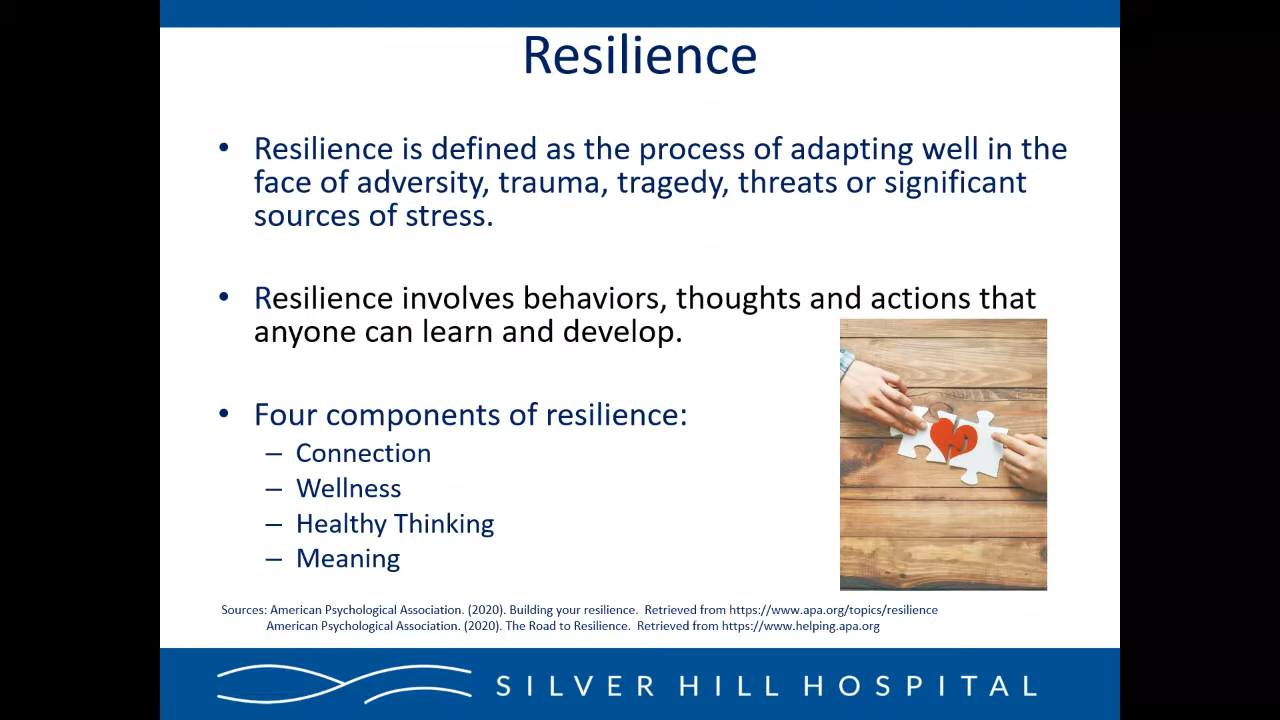 Resilience
• Resilience is defined as the process of adapting well in the
face of adversity, trauma, tragedy, threats or significant
sources of stress.
• Resilience involves behaviors, thoughts and actions that
anyone can learn and develop.
• Four components of resilience:
– Connection
– Wellness
– Healthy Thinking
– Meaning
Sources: American Psychological Association. (2020). Building your resilience. Retrieved from https://www.apa.org/topics/resilience
American Psychological Association. (2020). The Road to Resilience. Retrieved from https://www.helping.apa.org
SILVER HILL HOSPITAL